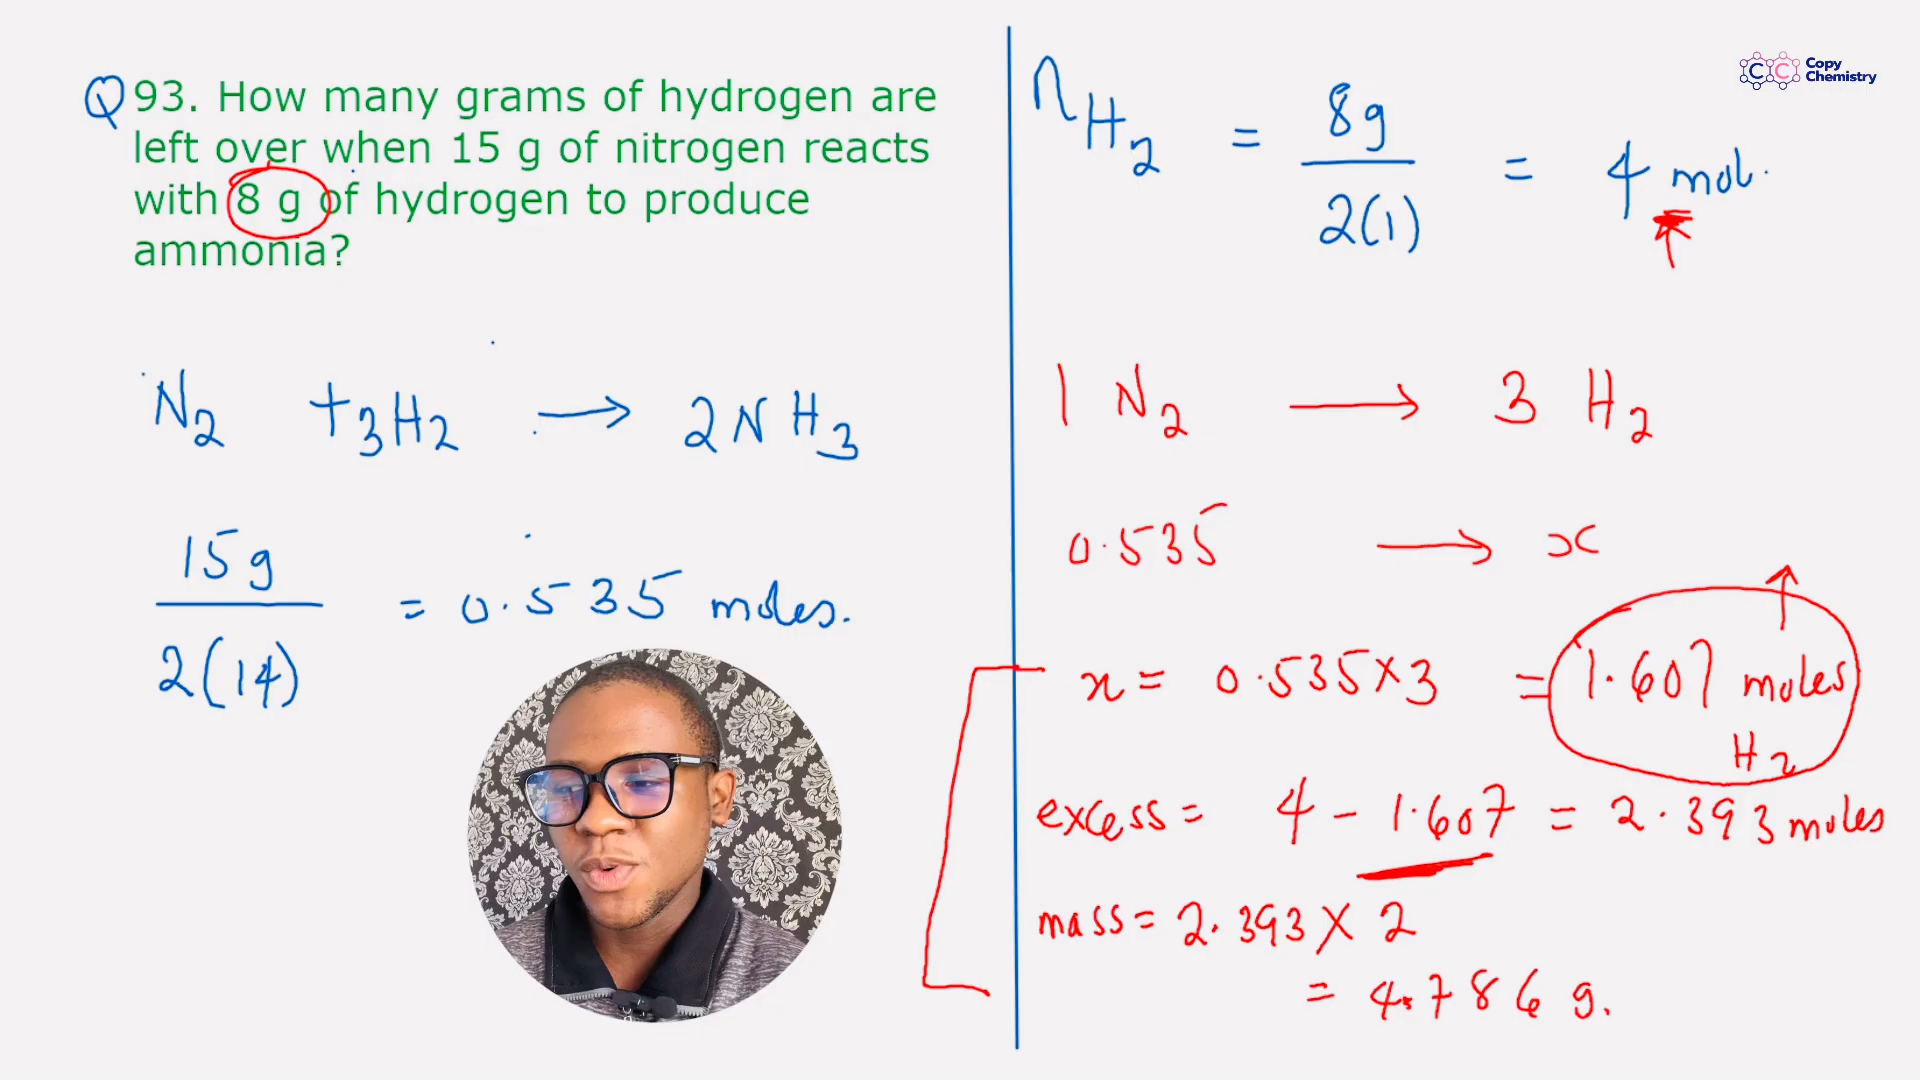 Q93. How many grams of hydrogen are
left over when 15 g of nitrogen reacts
with 8 g of hydrogen to produce
ammonia?
N2 + 3H2 → 2NH3
15g / 2(14) = 0.535 moles.
Copy
Chemistry
nH2 = 8g / 2(1) = 4 mol.
1 N2 → 3 H2
0.535 → x
x = 0.535×3 = 1.607 moles
H2
excess = 4 - 1.607 = 2.393 moles
mass = 2.393 × 2
= 4.786 g.